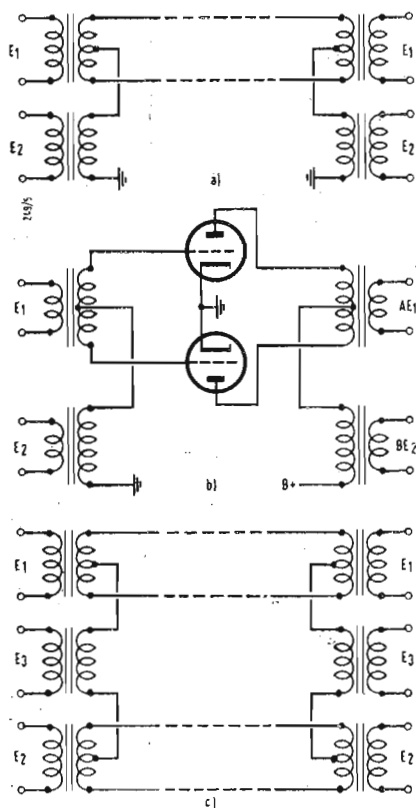 E1 E1
E2 E2
a)
249/5
E1 AE1
E2 BE2
B+
b)
E1 E1
E3 E3
E2 E2
c)